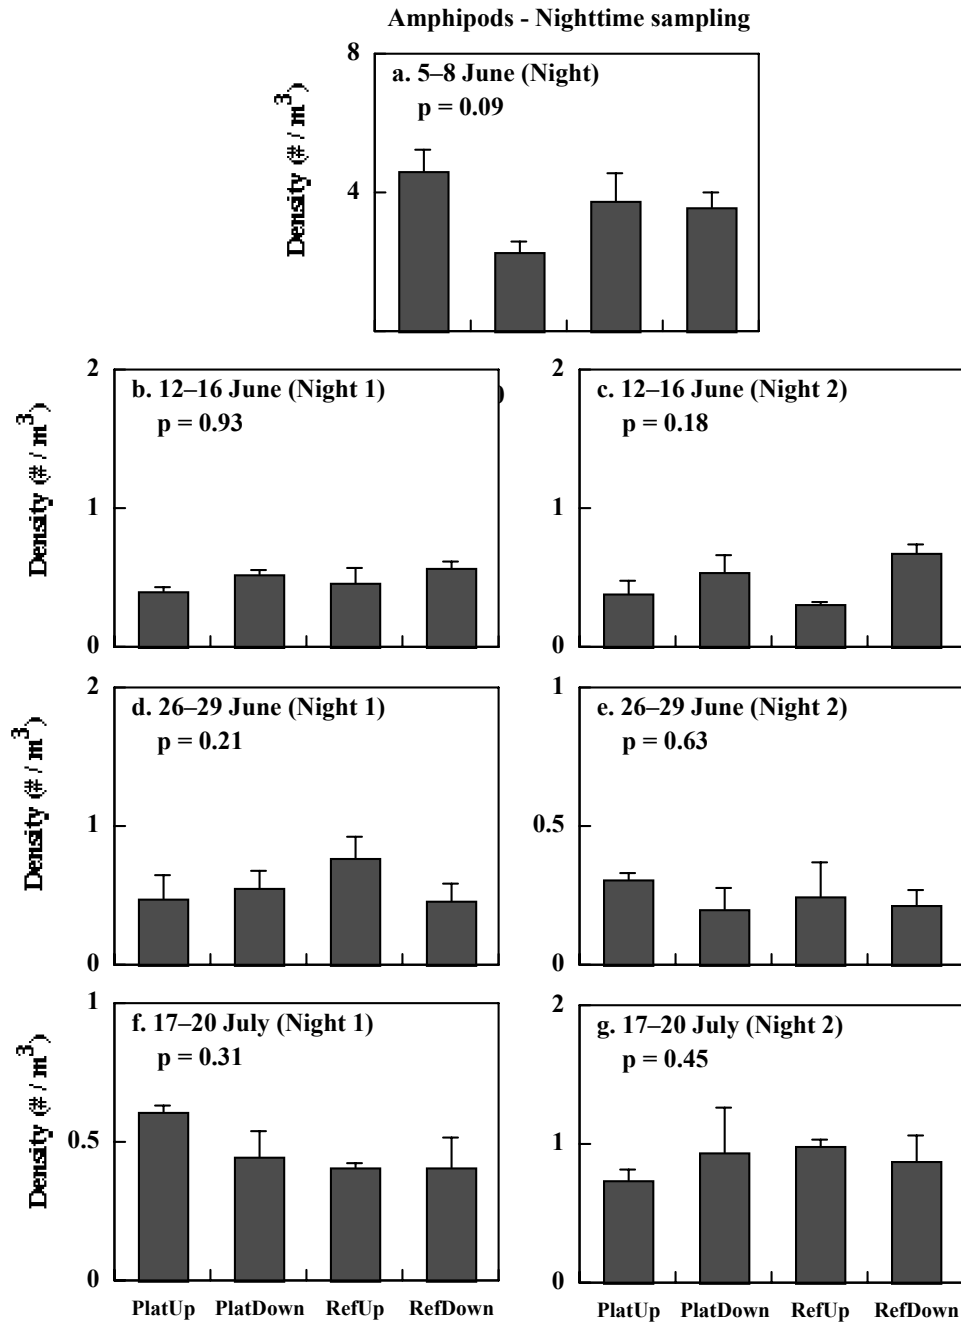 Amphipods - Nighttime sampling
8
a. 5–8 June (Night)
p = 0.09
Density (# / m³)
4
2
b. 12–16 June (Night 1)
p = 0.93
)
Density (# / m³)
1
0
2
c. 12–16 June (Night 2)
p = 0.18
1
0
2
d. 26–29 June (Night 1)
p = 0.21
Density (# / m³)
1
0
1
e. 26–29 June (Night 2)
p = 0.63
0.5
0
1
f. 17–20 July (Night 1)
p = 0.31
Density (# / m³)
0.5
0
PlatUp PlatDown RefUp RefDown
2
g. 17–20 July (Night 2)
p = 0.45
1
0
PlatUp PlatDown RefUp RefDown